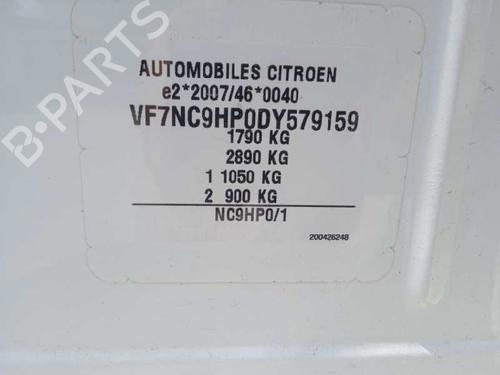 AUTOMOBILES CITROEN
e2*2007/46*0040
VF7NC9HP0DY579159
1790 KG
2890 KG
1 1050 KG
2 900 KG
NC9HP0/1
200426248
B-PARTS